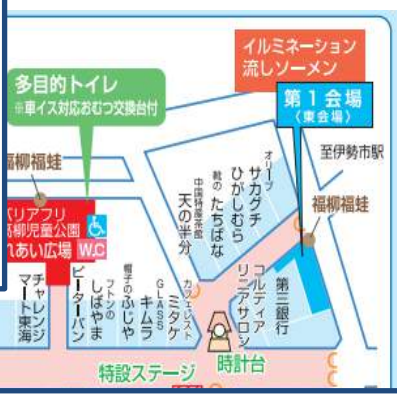 イルミネーション
流しソーメン
多目的トイレ
※車イス対応おむつ交換台付
第1会場
〈東会場〉
至伊勢市駅
福柳福蛙
福柳福蛙
バリアフリ
高柳児童公園
れあい広場 W.C
オリーブ
サカグチ
ひがしむら
靴の たちばな
中国特産茶館
天の半分
チャレンジ
マート東海
ピーターパン
フトンの
しばやま
帽子の ふじや
GLASS
キムラ
ミタケ
カフェレスト
コルディア
リニアサロン
第三銀行
時計台
特設ステージ